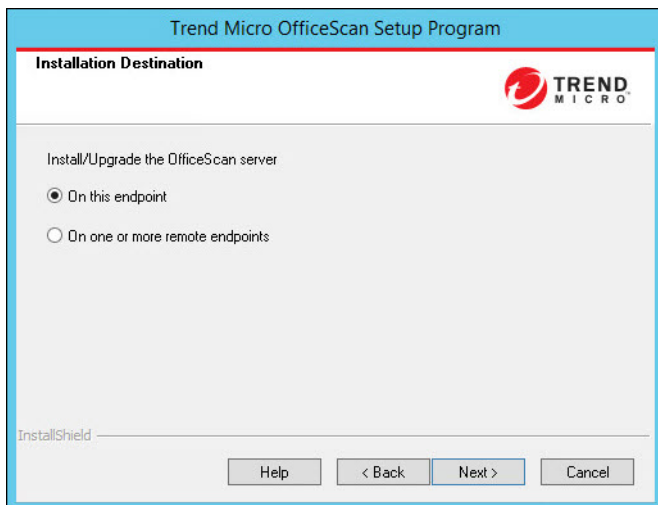 Trend Micro OfficeScan Setup Program
Installation Destination
TREND
MICRO™
Install/Upgrade the OfficeScan server
On this endpoint
On one or more remote endpoints
InstallShield
Help
< Back
Next >
Cancel